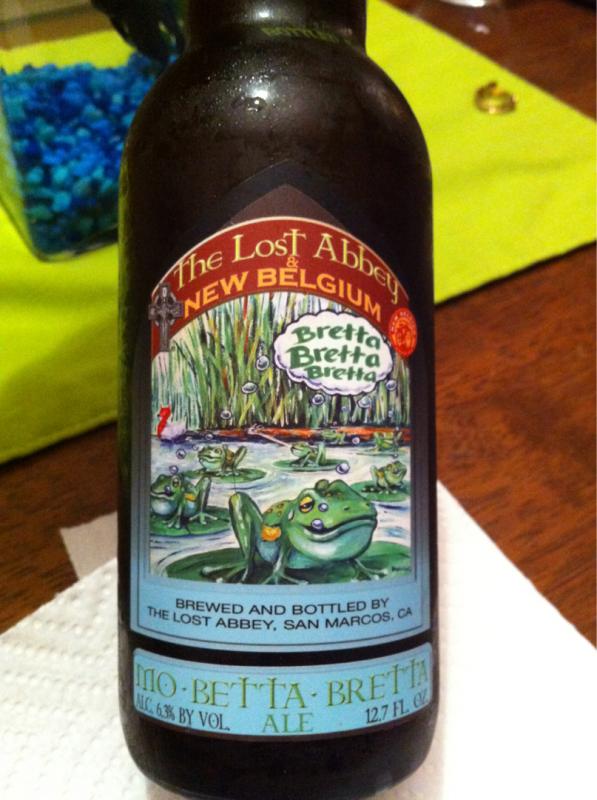 The Lost Abbey
&
NEW BELGIUM
Bretta
Bretta
Bretta
BREWED AND BOTTLED BY
THE LOST ABBEY, SAN MARCOS, CA
MO · BETTA · BRETTA
ALC. 6.3% BY VOL. ALE 12.7 FL. OZ.